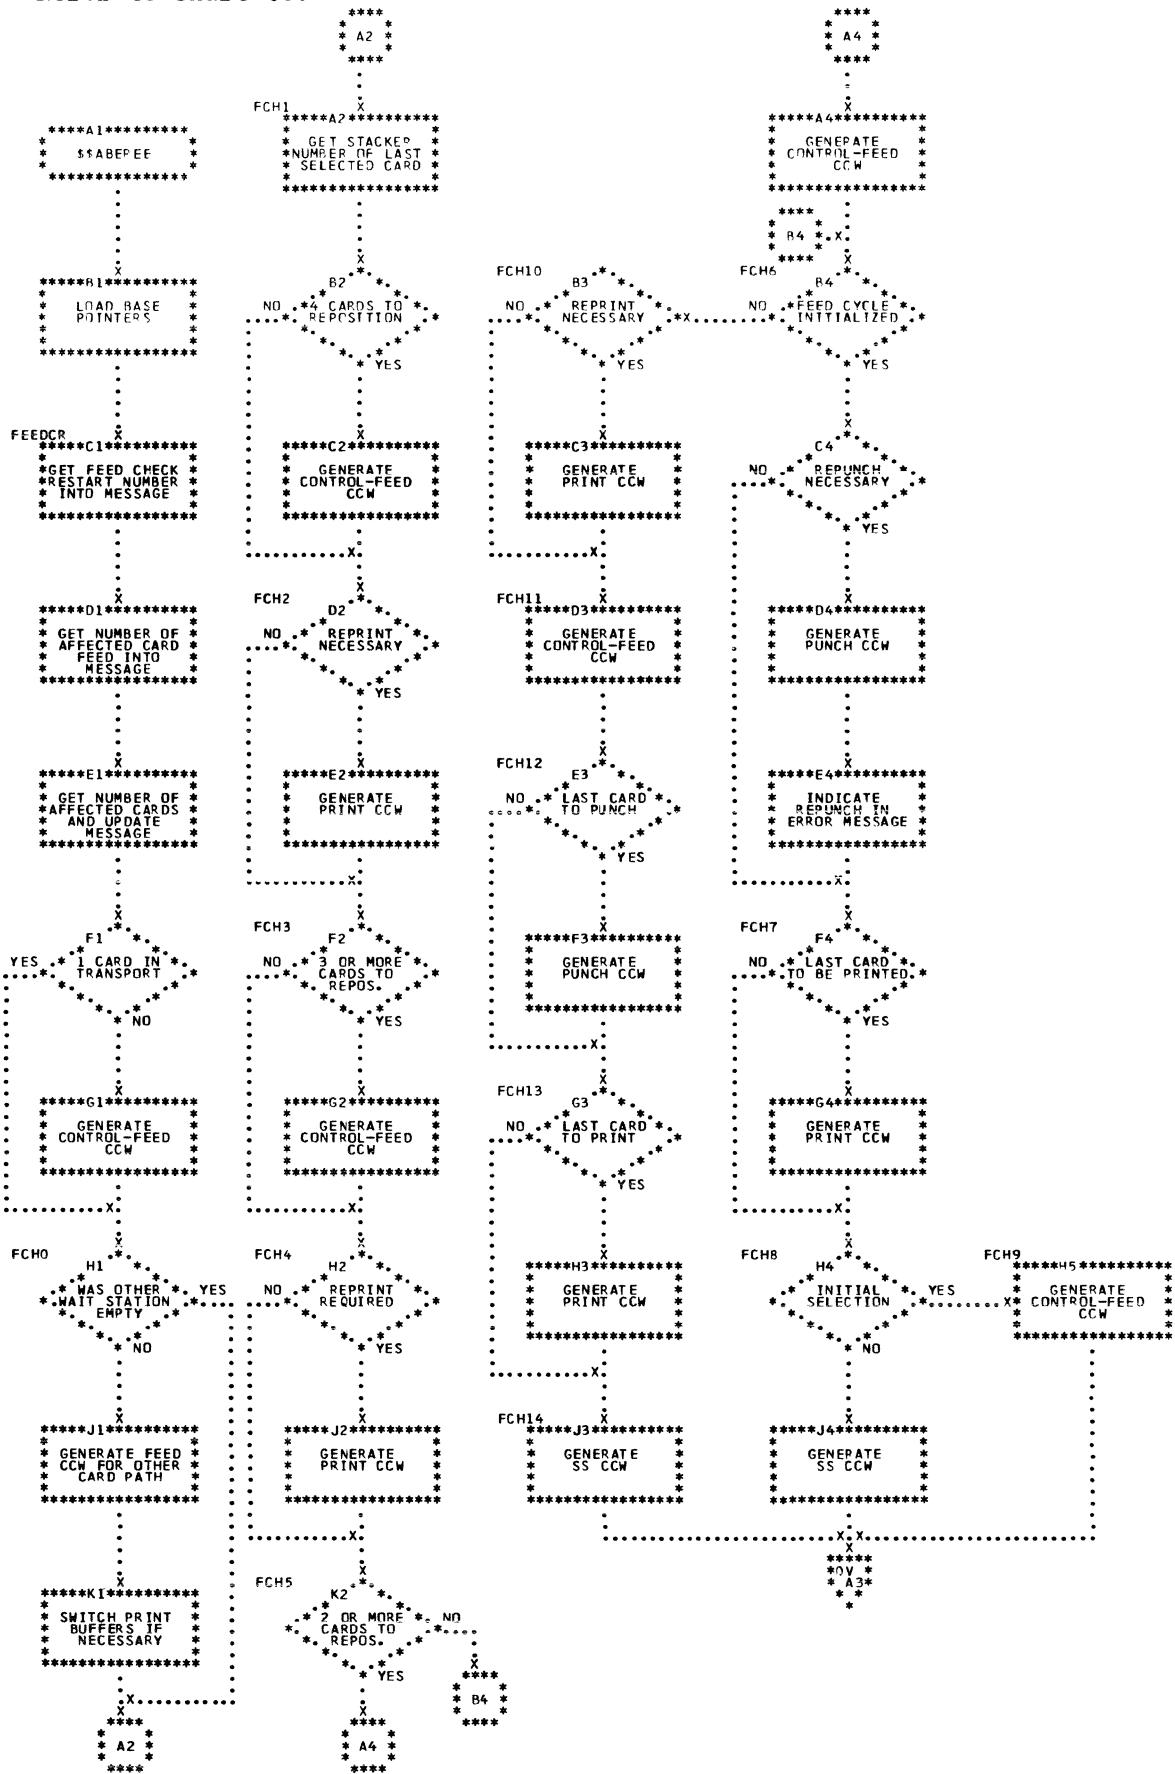 A2
A4
FCH1
A1
$$ABEREE
A2
GET STACKER
NUMBER OF LAST
SELECTED CARD
A4
GENERATE
CONTROL-FEED
CCW
B4
B1
LOAD BASE
POINTERS
B2
NO
4 CARDS TO
REPOSITION
YES
FCH10
B3
NO
REPRINT
NECESSARY
YES
FCH6
B4
NO
FEED CYCLE
INITIALIZED
YES
FEEDCR
C1
GET FEED CHECK
RESTART NUMBER
INTO MESSAGE
C2
GENERATE
CONTROL-FEED
CCW
C3
GENERATE
PRINT CCW
C4
NO
REPUNCH
NECESSARY
YES
D1
GET NUMBER OF
AFFECTED CARD
FEED INTO
MESSAGE
FCH2
D2
NO
REPRINT
NECESSARY
YES
FCH11
D3
GENERATE
CONTROL-FEED
CCW
D4
GENERATE
PUNCH CCW
E1
GET NUMBER OF
AFFECTED CARDS
AND UPDATE
MESSAGE
E2
GENERATE
PRINT CCW
FCH12
E3
NO
LAST CARD
TO PUNCH
YES
E4
INDICATE
REPUNCH IN
ERROR MESSAGE
F1
YES
1 CARD IN
TRANSPORT
NO
FCH3
F2
NO
3 OR MORE
CARDS TO
REPOS.
YES
F3
GENERATE
PUNCH CCW
FCH7
F4
NO
LAST CARD
TO BE PRINTED
YES
G1
GENERATE
CONTROL-FEED
CCW
G2
GENERATE
CONTROL-FEED
CCW
FCH13
G3
NO
LAST CARD
TO PRINT
YES
G4
GENERATE
PRINT CCW
FCH0
H1
WAS OTHER
WAIT STATION
EMPTY
YES
NO
FCH4
H2
NO
REPRINT
REQUIRED
YES
H3
GENERATE
PRINT CCW
FCH8
H4
INITIAL
SELECTION
YES
NO
FCH9
H5
GENERATE
CONTROL-FEED
CCW
J1
GENERATE FEED
CCW FOR OTHER
CARD PATH
J2
GENERATE
PRINT CCW
FCH14
J3
GENERATE
SS CCW
J4
GENERATE
SS CCW
OV
A3
K1
SWITCH PRINT
BUFFERS IF
NECESSARY
FCH5
K2
2 OR MORE
CARDS TO
REPOS.
NO
YES
B4
A2
A4